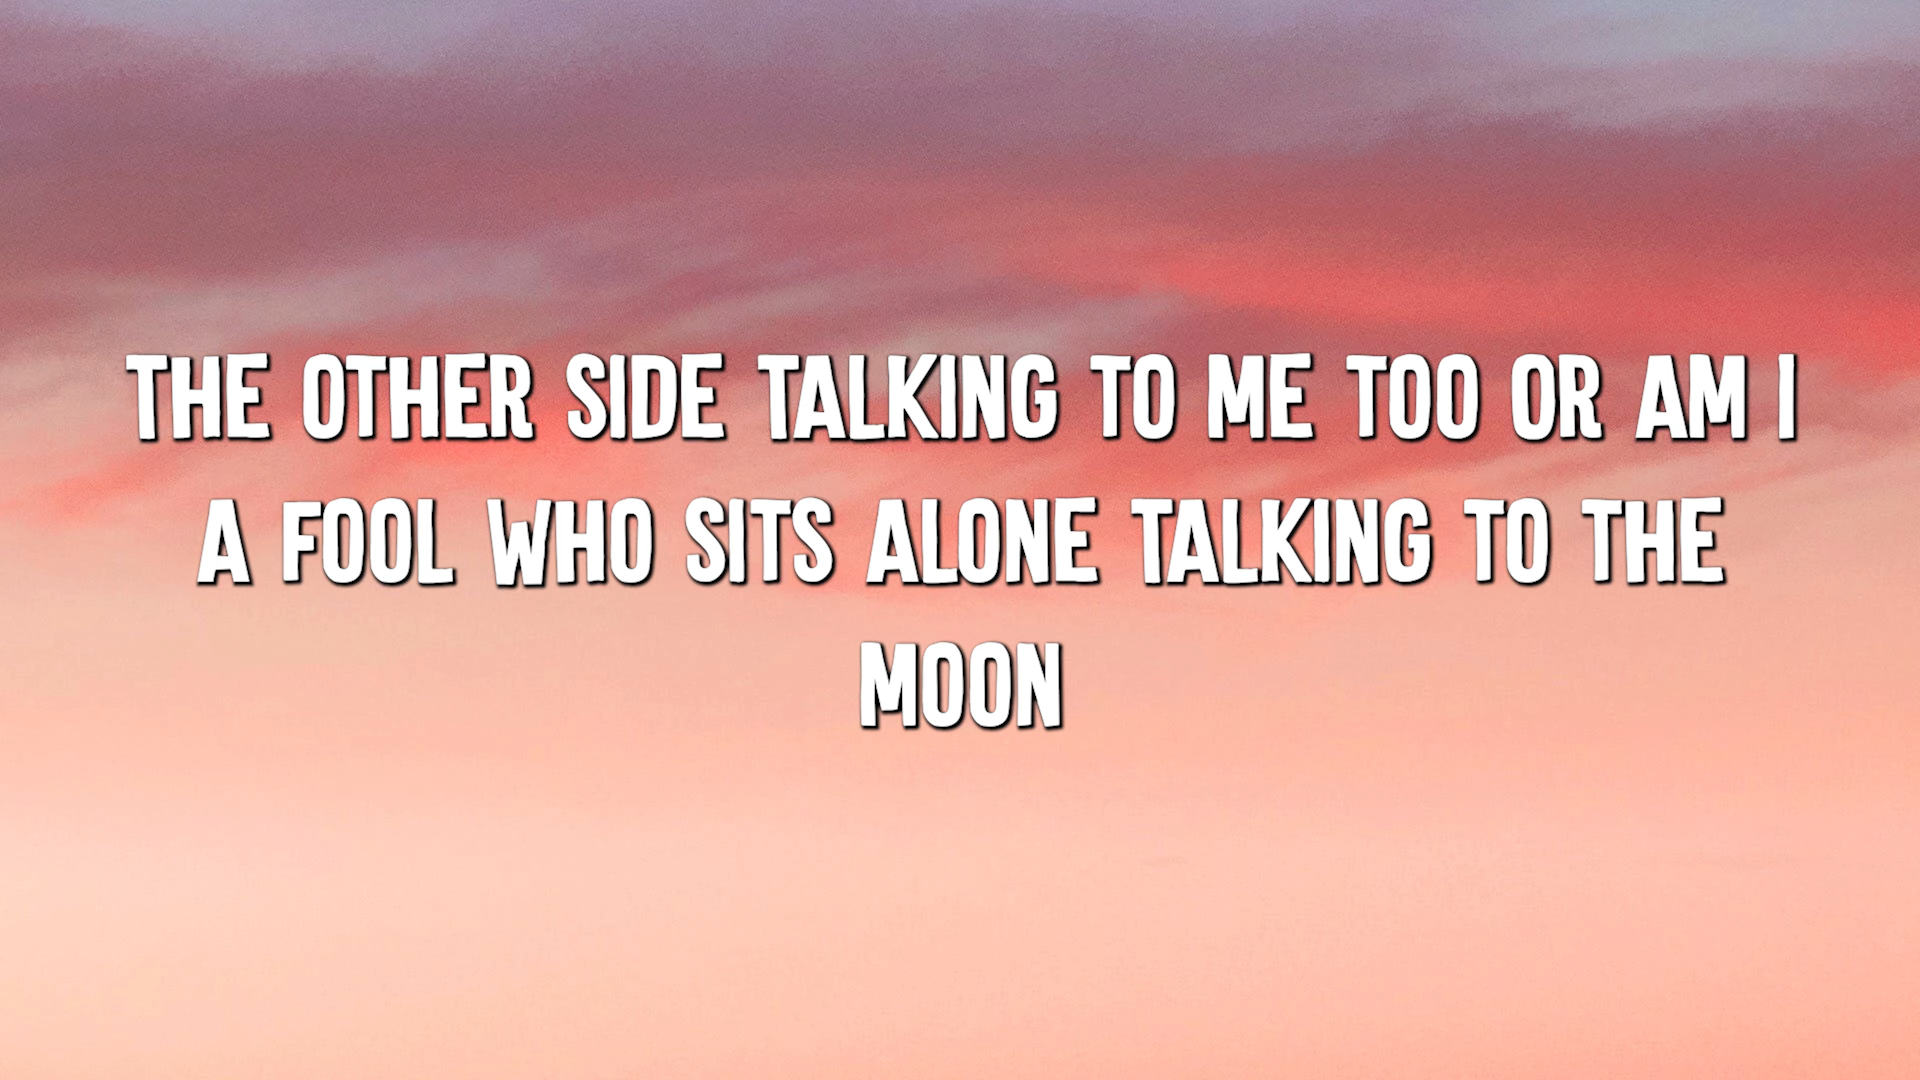 THE OTHER SIDE TALKING TO ME TOO OR AM I
A FOOL WHO SITS ALONE TALKING TO THE
MOON